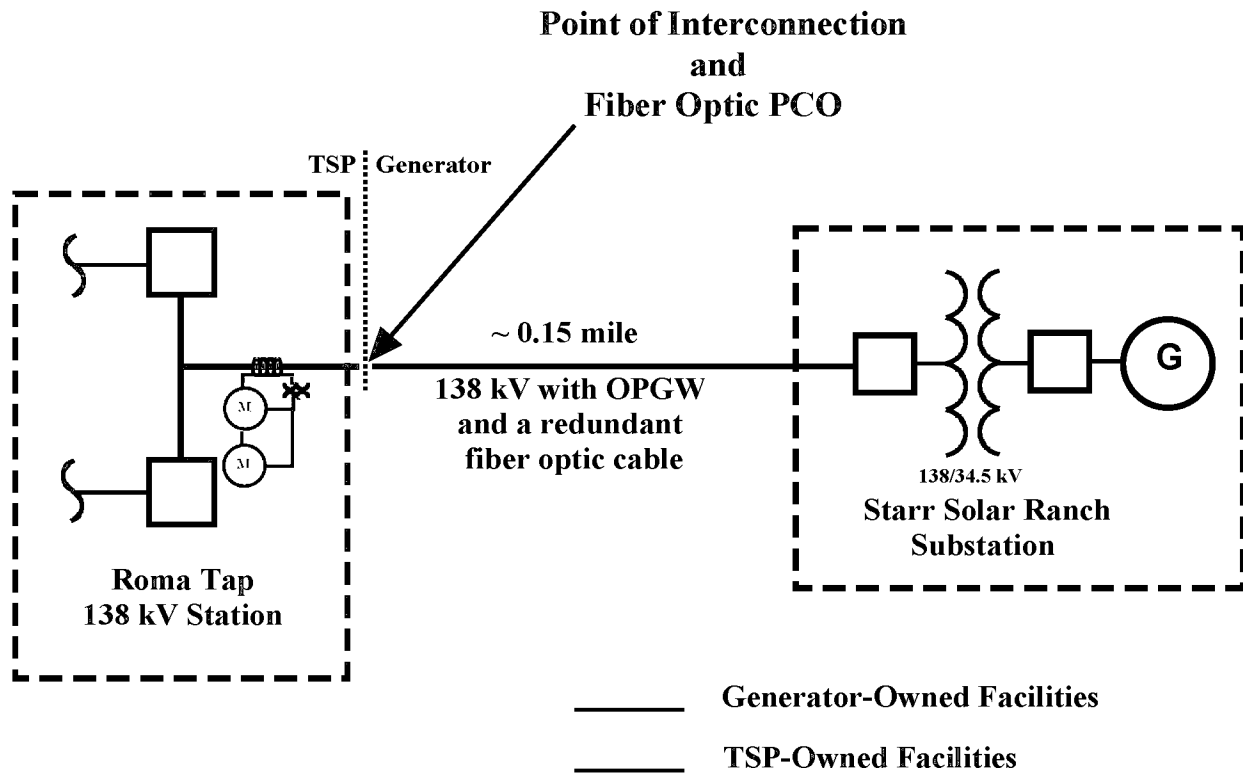 Point of Interconnection
and
Fiber Optic PCO
TSP Generator
~ 0.15 mile
138 kV with OPGW
and a redundant
fiber optic cable
M
M
G
138/34.5 kV
Starr Solar Ranch
Substation
Roma Tap
138 kV Station
Generator-Owned Facilities
TSP-Owned Facilities